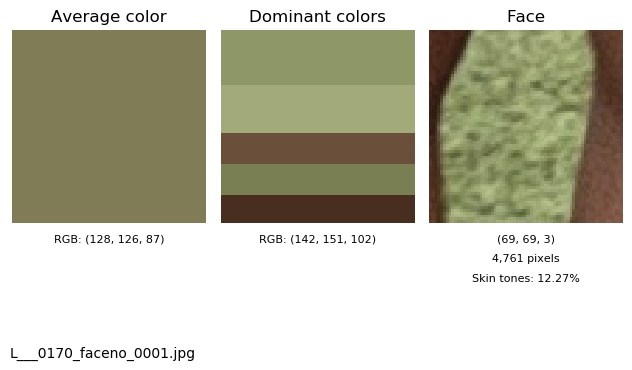 Average color
Dominant colors
Face
RGB: (128, 126, 87)
RGB: (142, 151, 102)
(69, 69, 3)
4,761 pixels
Skin tones: 12.27%
L___0170_faceno_0001.jpg